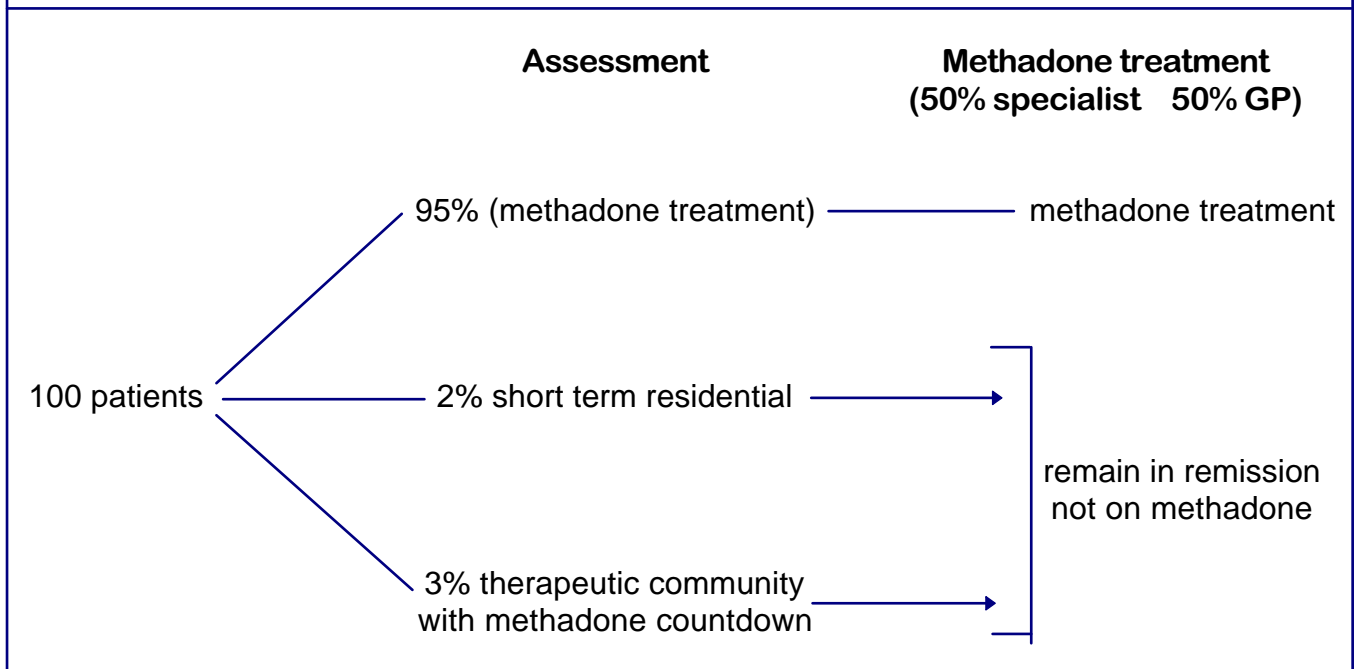 Assessment
Methadone treatment
(50% specialist 50% GP)
95% (methadone treatment)
methadone treatment
100 patients
2% short term residential
remain in remission
not on methadone
3% therapeutic community
with methadone countdown